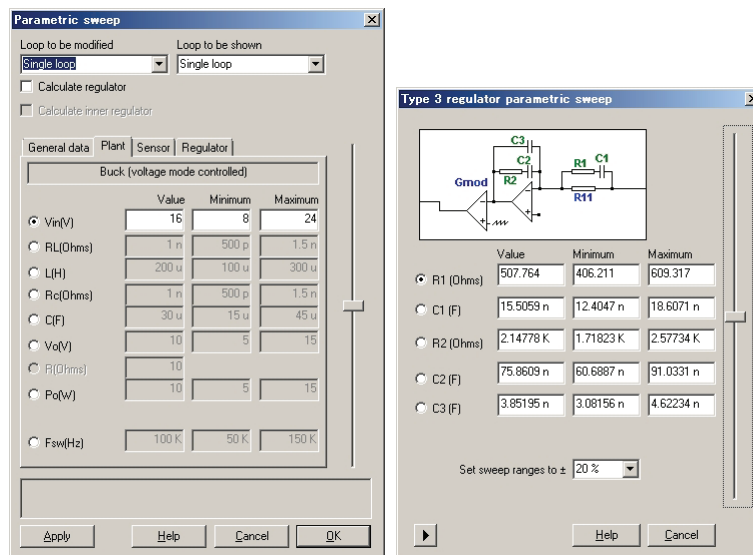 Parametric sweep
Loop to be modified Loop to be shown
Single loop Single loop
Calculate regulator
Calculate inner regulator
General data Plant Sensor Regulator
Buck (voltage mode controlled)
Value Minimum Maximum
Vin(V) 16 8 24
RL(Ohms) 1 n 500 p 1.5 n
L(H) 200 u 100 u 300 u
Rc(Ohms) 1 n 500 p 1.5 n
C(F) 30 u 15 u 45 u
Vo(V) 10 5 15
R(Ohms) 10
Po(W) 10 5 15
Fsw(Hz) 100 K 50 K 150 K
Apply Help Cancel OK
Type 3 regulator parametric sweep
C3
C2
R2
Gmod
R1 C1
R11
Value Minimum Maximum
R1 (Ohms) 507.764 406.211 609.317
C1 (F) 15.5059 n 12.4047 n 18.6071 n
R2 (Ohms) 2.14778 K 1.71823 K 2.57734 K
C2 (F) 75.8609 n 60.6887 n 91.0331 n
C3 (F) 3.85195 n 3.08156 n 4.62234 n
Set sweep ranges to ± 20 %
Help Cancel